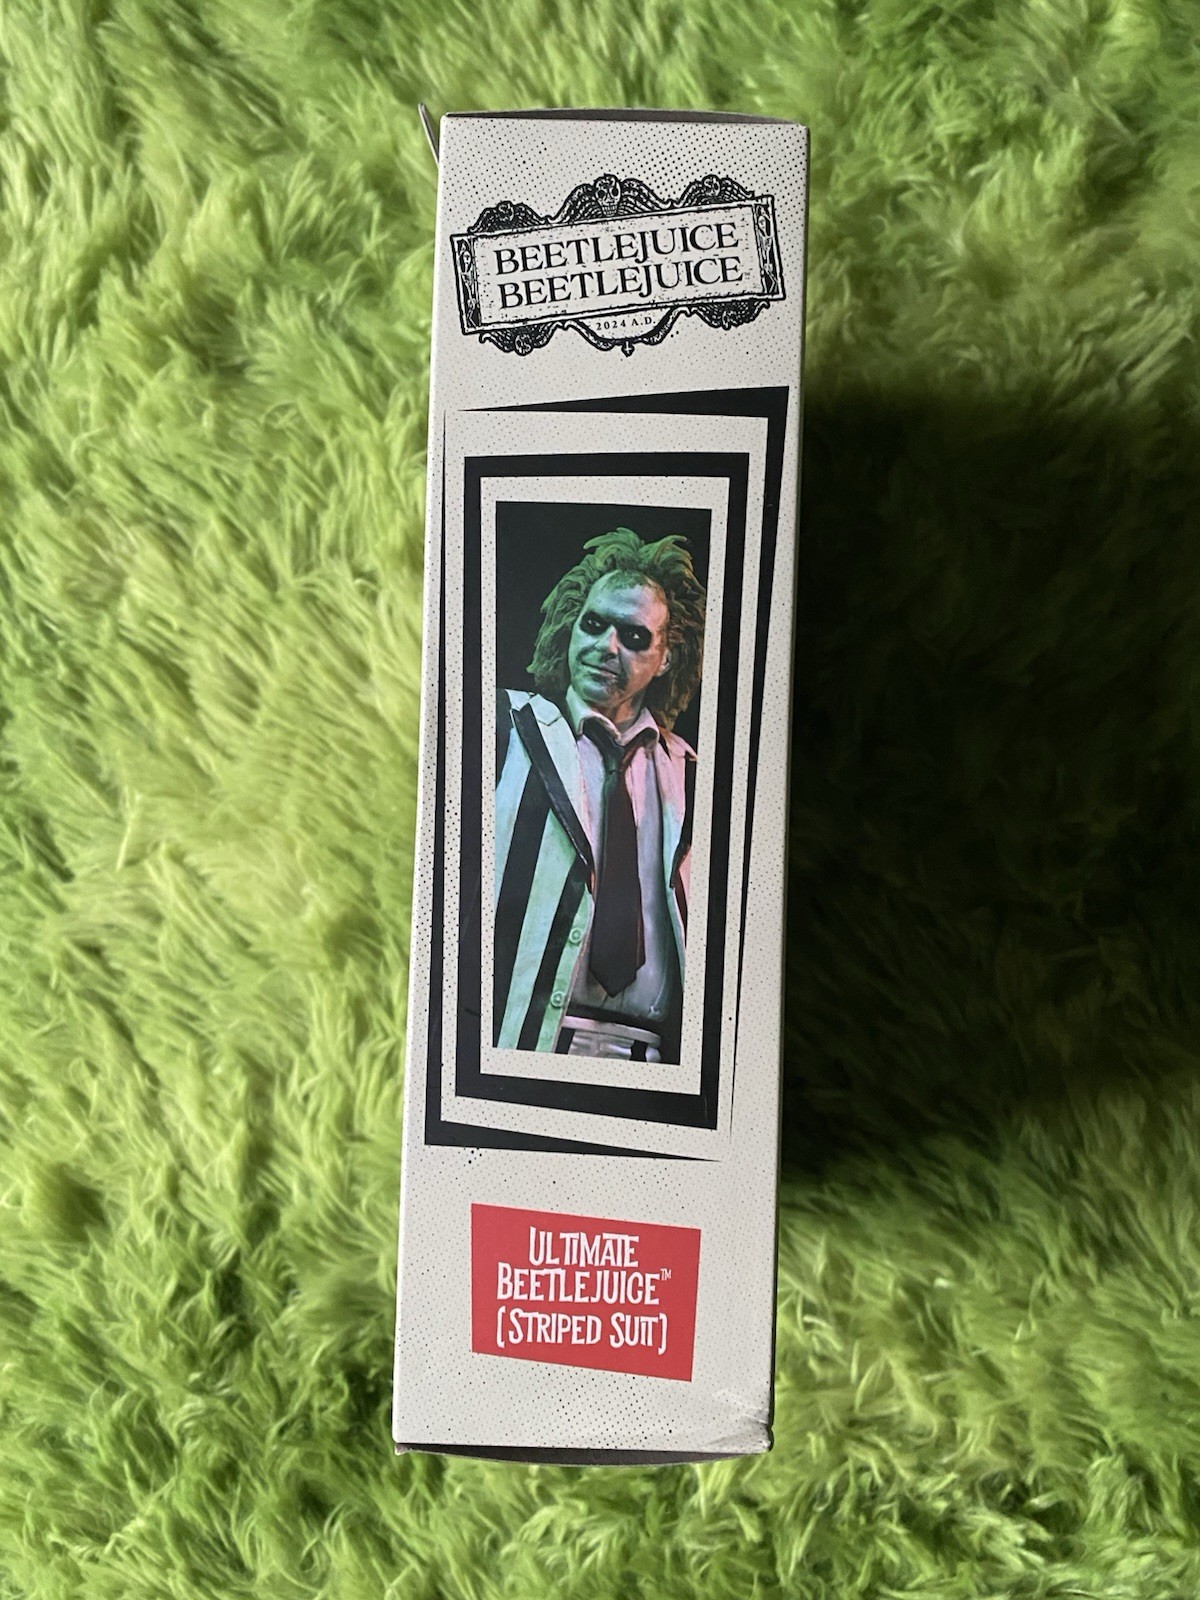 BEETLEJUICE
BEETLEJUICE
2024 A.D.
ULTIMATE
BEETLEJUICE™
(STRIPED SUIT)